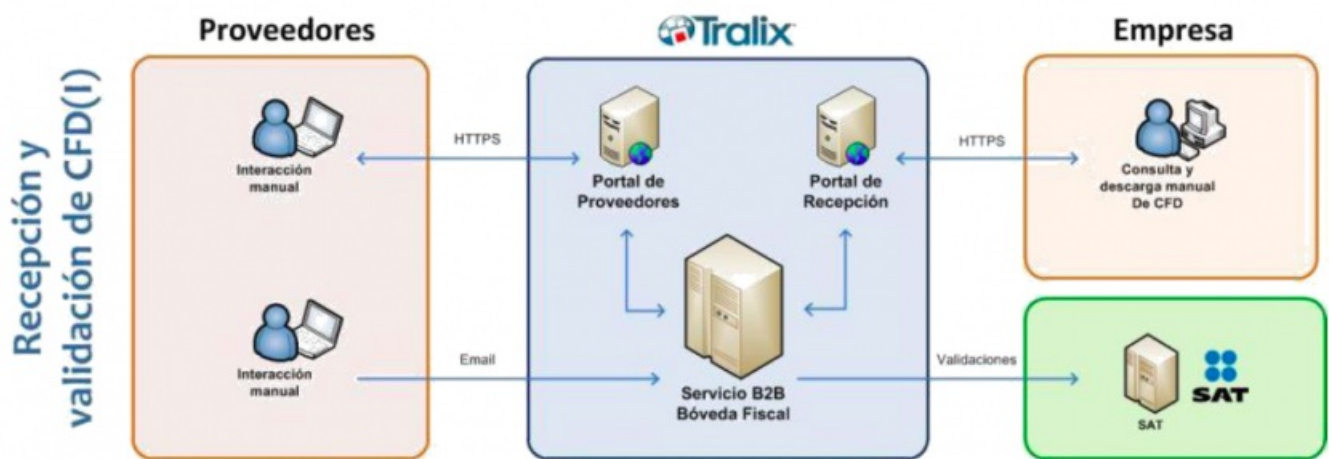 Recepción y
validación de CFD(I)
Proveedores
Tralix
Empresa
Interacción
manual
HTTPS
Portal de
Proveedores
Portal de
Recepción
HTTPS
Consulta y
descarga manual
De CFD
Interacción
manual
Email
Servicio B2B
Bóveda Fiscal
Validaciones
SAT
SAT